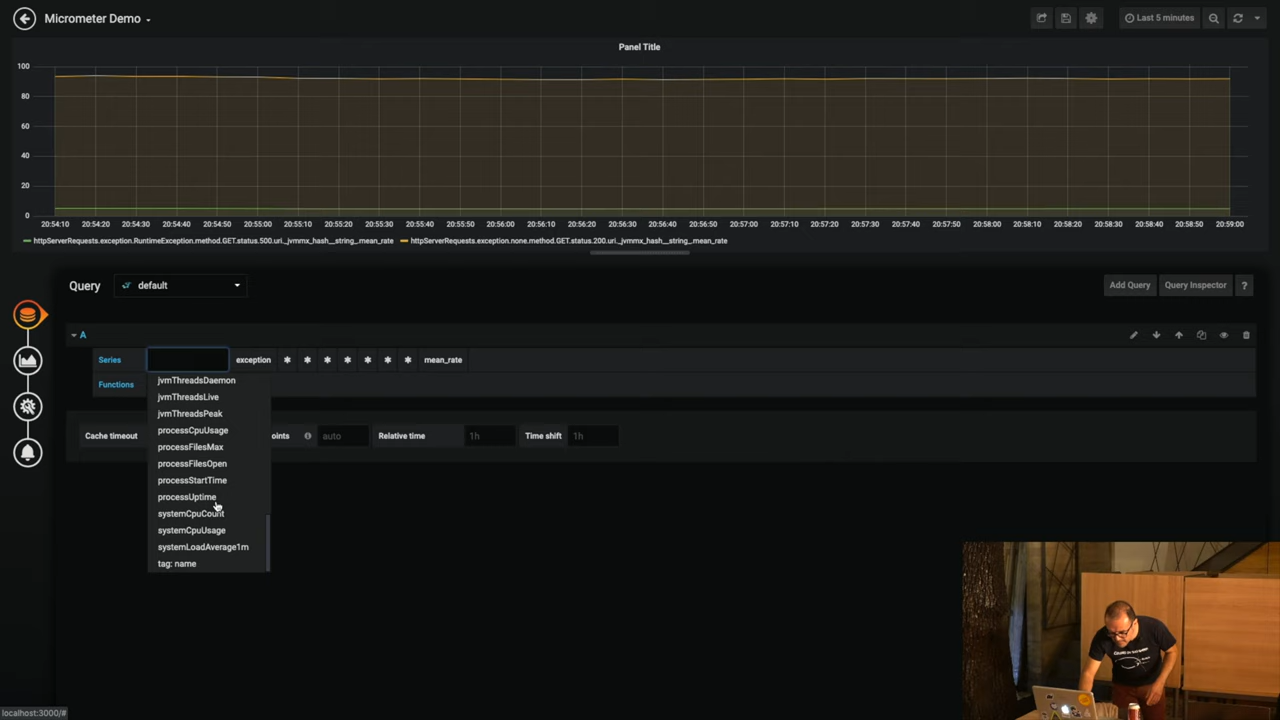 Micrometer Demo
Last 5 minutes
Panel Title
100
80
60
40
20
0
20:54:10 20:54:20 20:54:30 20:54:40 20:54:50 20:55:00 20:55:10 20:55:20 20:55:30 20:55:40 20:55:50 20:56:00 20:56:10 20:56:20 20:56:30 20:56:40 20:56:50 20:57:00 20:57:10 20:57:20 20:57:30 20:57:40 20:57:50 20:58:00 20:58:10 20:58:20 20:58:30 20:58:40 20:58:50 20:59:00
httpServerRequests.exception.RuntimeException.method.GET.status.500.uri._jvmmx_hash__string_.mean_rate httpServerRequests.exception.none.method.GET.status.200.uri._jvmmx_hash__string_.mean_rate
Query default Add Query Query Inspector ?
A
Series exception * * * * * * * mean_rate
Functions
jvmThreadsDaemon
jvmThreadsLive
jvmThreadsPeak
processCpuUsage
processFilesMax
processFilesOpen
processStartTime
processUptime
systemCpuCount
systemCpuUsage
systemLoadAverage1m
tag: name
Cache timeout oints auto Relative time 1h Time shift 1h
localhost:3000/#